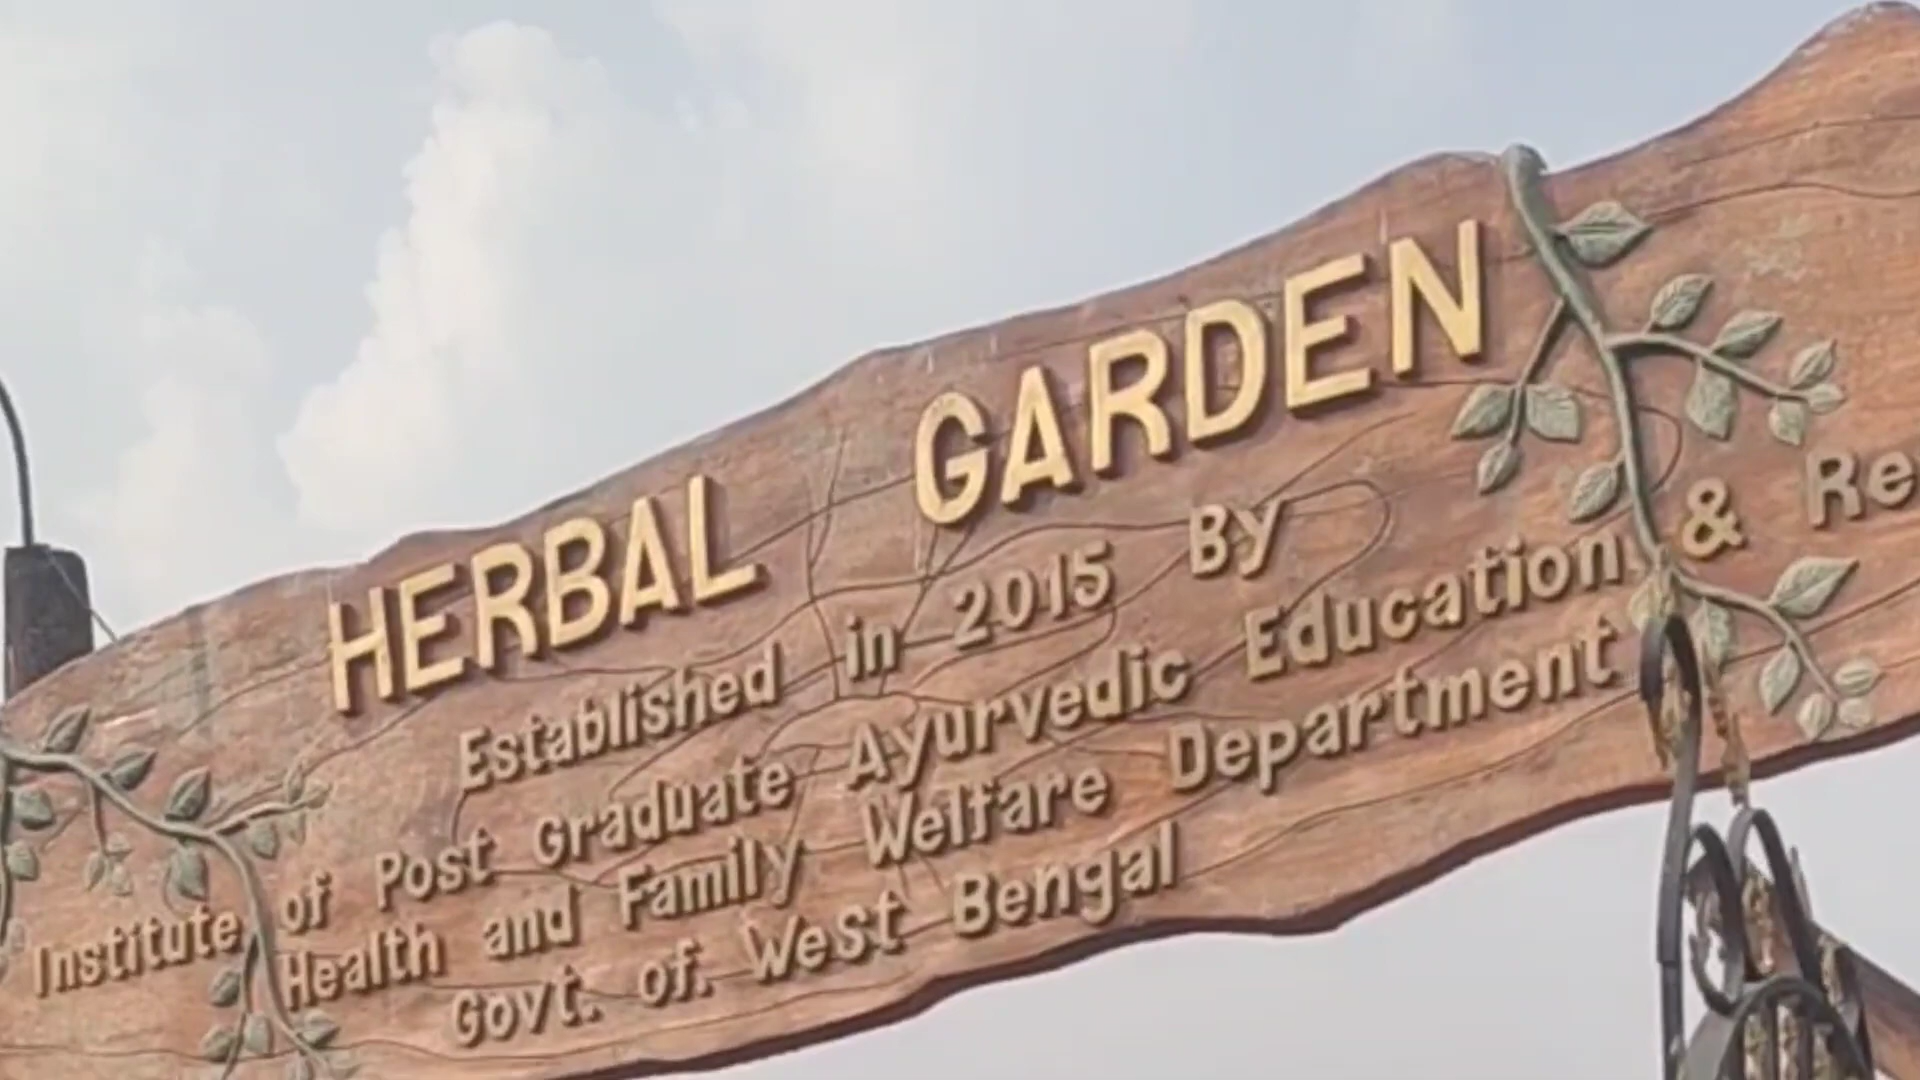 HERBAL GARDEN
Established in 2015 By
Institute of Post Graduate Ayurvedic Education & Re
Health and Family Welfare Department
Govt. of. West Bengal